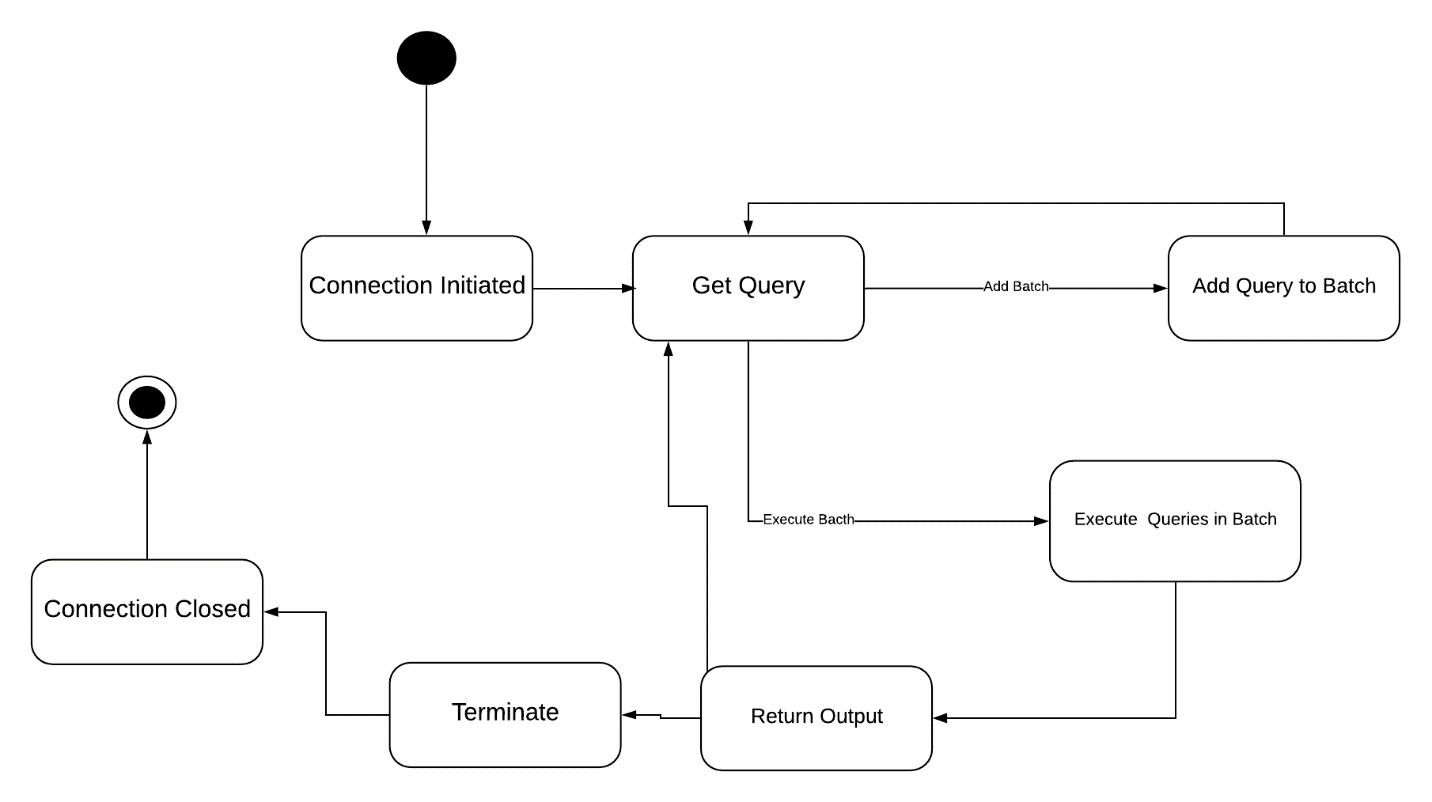 Connection Initiated
Get Query
Add Batch
Add Query to Batch
Execute Bacth
Execute  Queries in Batch
Connection Closed
Terminate
Return Output